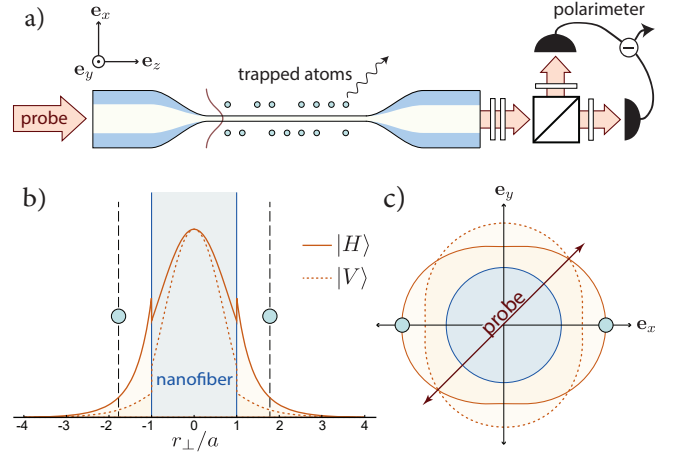 a)
e_x
e_y
e_z
probe
trapped atoms
polarimeter
−
b)
|H⟩
|V⟩
nanofiber
-4 -3 -2 -1 0 1 2 3 4
r⊥/a
c)
e_y
e_x
probe